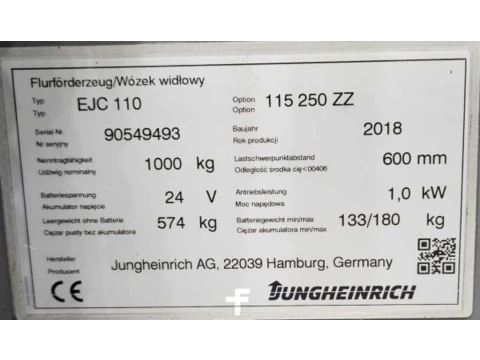 Flurförderzeug/Wózek widłowy
Typ EJC 110 Option 115 250 ZZ
Typ Option
Serial-Nr. 90549493 Baujahr 2018
Nr seryjny Rok produkcji
Nenntragfähigkeit 1000 kg Lastschwerpunktabstand 600 mm
Udźwig nominalny Odległość środka cię<00406
Batteriespannung 24 V Antriebsleistung 1,0 kW
Akumulator napięcie Moc napędowa
Leergewicht ohne Batterie 574 kg Batteriegewicht min/max 133/180 kg
Ciężar pusty bez akumulatora Ciężar akumulat. min/max
Hersteller Jungheinrich AG, 22039 Hamburg, Germany
Producent
CE JUNGHEINRICH